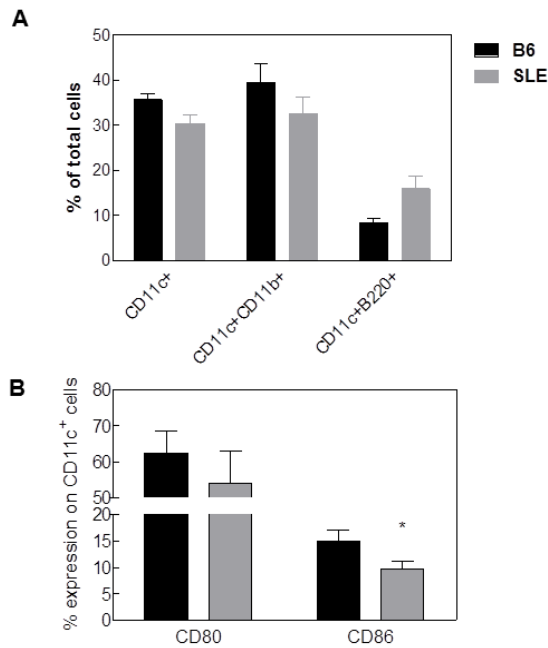 A
50
40
30
20
10
0
% of total cells
CD11c+
CD11c+CD11b+
CD11c+B220+
B6
SLE
B
80
70
60
50
20
15
10
5
0
% expression on CD11c+ cells
*
CD80
CD86